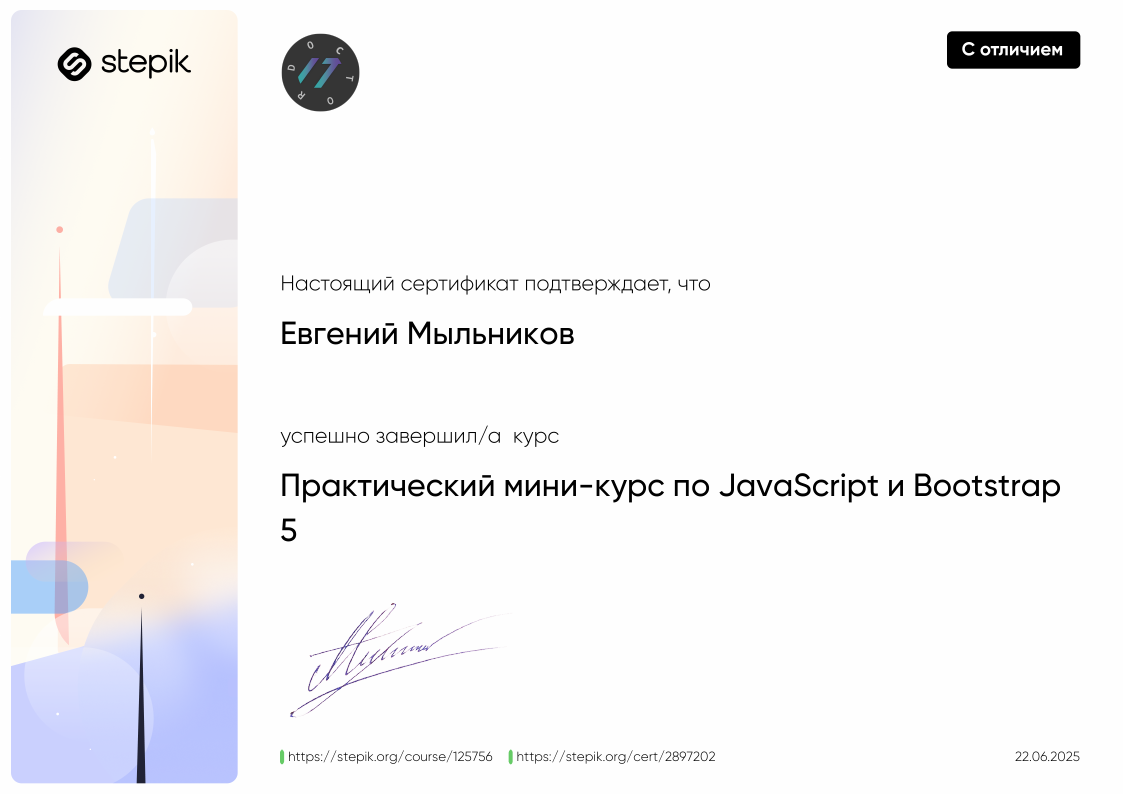 stepik
DOCTOR
IT
С отличием
Настоящий сертификат подтверждает, что
Евгений Мыльников
успешно завершил/а курс
Практический мини-курс по JavaScript и Bootstrap
5
https://stepik.org/course/125756 https://stepik.org/cert/2897202 22.06.2025